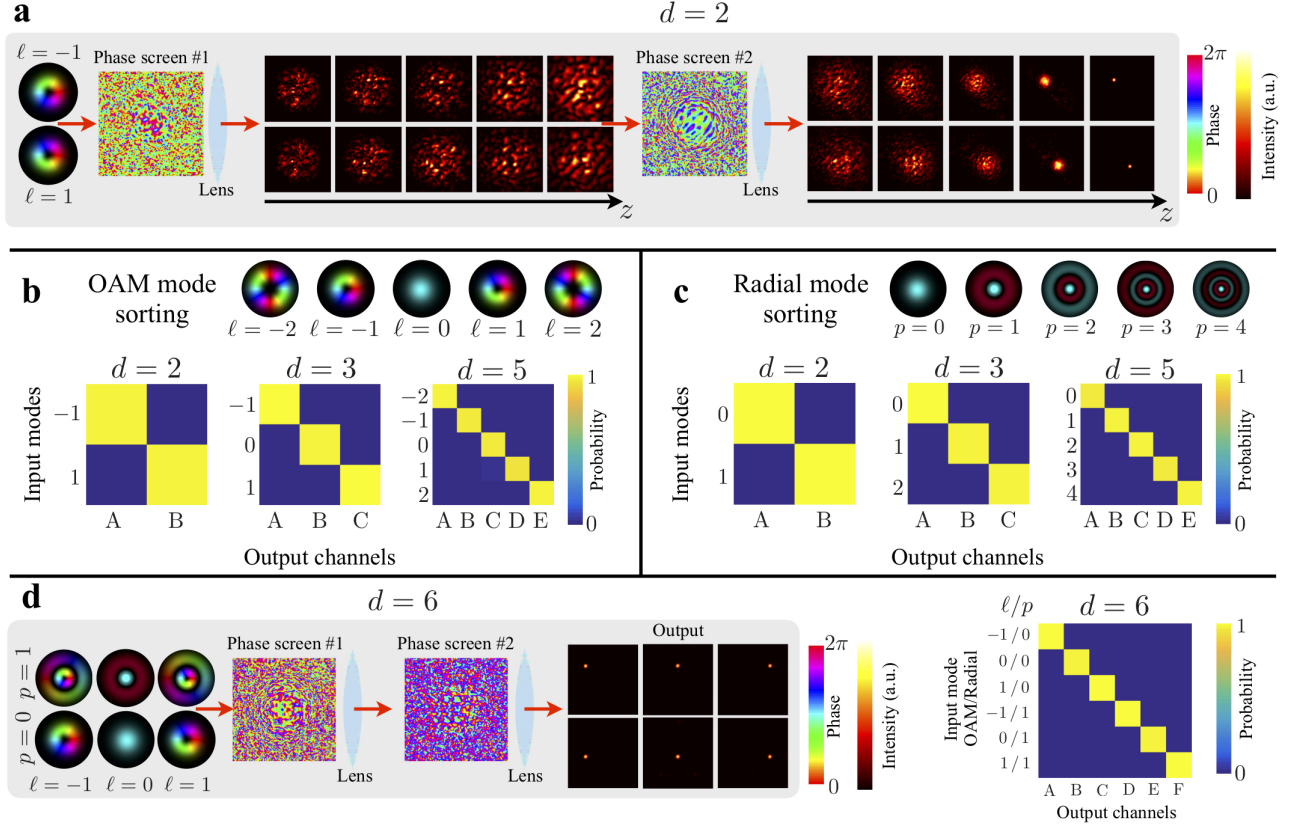 a
d = 2
ℓ = −1
Phase screen #1
Phase screen #2
2π
Phase
0
Intensity (a.u.)
ℓ = 1
Lens
z
Lens
z
b
OAM mode
sorting
ℓ = −2
ℓ = −1
ℓ = 0
ℓ = 1
ℓ = 2
d = 2
d = 3
d = 5
Input modes
−1
1
A
B
−1
0
1
A
B
C
−2
−1
0
1
2
A
B
C
D
E
1
Probability
0
Output channels
c
Radial mode
sorting
p = 0
p = 1
p = 2
p = 3
p = 4
d = 2
d = 3
d = 5
Input modes
0
1
A
B
0
1
2
A
B
C
0
1
2
3
4
A
B
C
D
E
1
Probability
0
Output channels
d
d = 6
p = 1
p = 0
ℓ = −1
ℓ = 0
ℓ = 1
Phase screen #1
Lens
Phase screen #2
Lens
Output
2π
Phase
0
Intensity (a.u.)
ℓ/p
d = 6
Input mode
OAM/Radial
−1/0
0/0
1/0
−1/1
0/1
1/1
A
B
C
D
E
F
Output channels
1
Probability
0